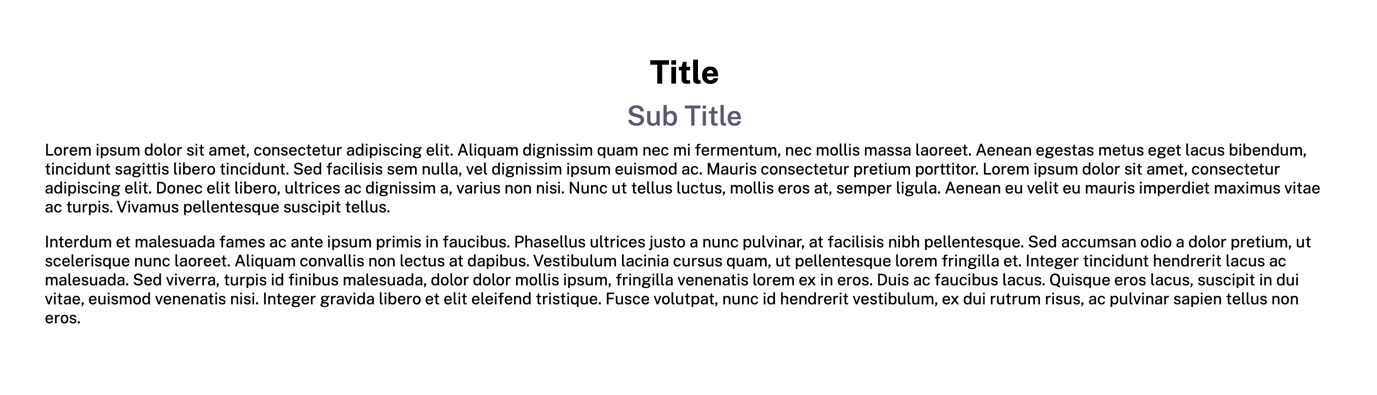 Title
Sub Title
Lorem ipsum dolor sit amet, consectetur adipiscing elit. Aliquam dignissim quam nec mi fermentum, nec mollis massa laoreet. Aenean egestas metus eget lacus bibendum,
tincidunt sagittis libero tincidunt. Sed facilisis sem nulla, vel dignissim ipsum euismod ac. Mauris consectetur pretium porttitor. Lorem ipsum dolor sit amet, consectetur
adipiscing elit. Donec elit libero, ultrices ac dignissim a, varius non nisi. Nunc ut tellus luctus, mollis eros at, semper ligula. Aenean eu velit eu mauris imperdiet maximus vitae
ac turpis. Vivamus pellentesque suscipit tellus.
Interdum et malesuada fames ac ante ipsum primis in faucibus. Phasellus ultrices justo a nunc pulvinar, at facilisis nibh pellentesque. Sed accumsan odio a dolor pretium, ut
scelerisque nunc laoreet. Aliquam convallis non lectus at dapibus. Vestibulum lacinia cursus quam, ut pellentesque lorem fringilla et. Integer tincidunt hendrerit lacus ac
malesuada. Sed viverra, turpis id finibus malesuada, dolor dolor mollis ipsum, fringilla venenatis lorem ex in eros. Duis ac faucibus lacus. Quisque eros lacus, suscipit in dui
vitae, euismod venenatis nisi. Integer gravida libero et elit eleifend tristique. Fusce volutpat, nunc id hendrerit vestibulum, ex dui rutrum risus, ac pulvinar sapien tellus non
eros.